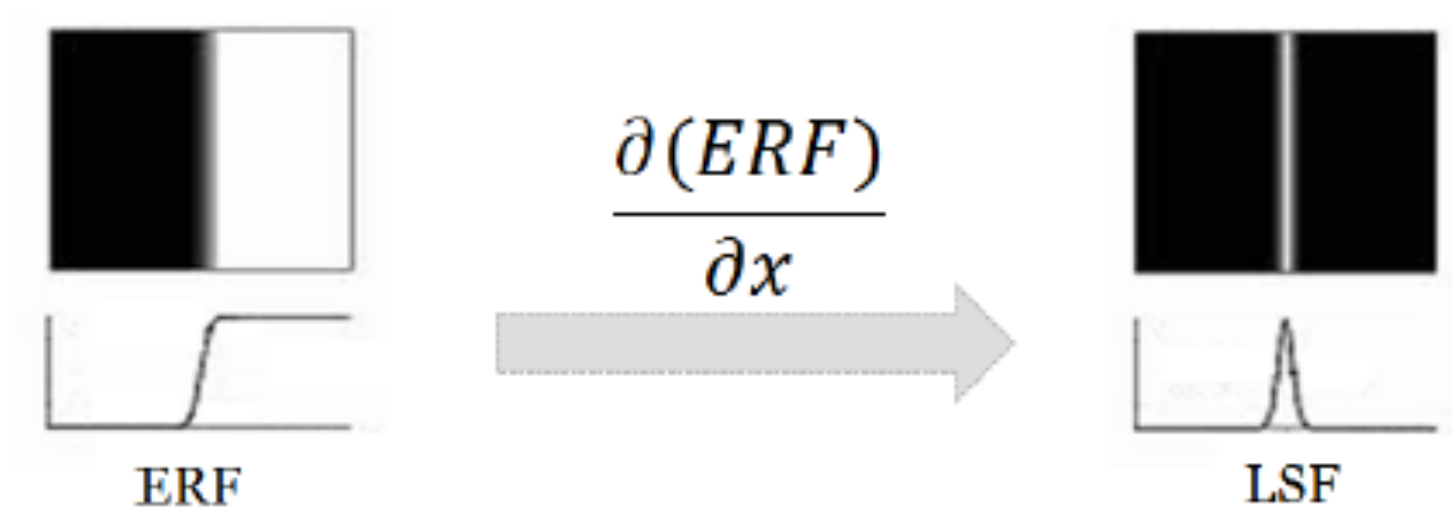 ∂(ERF)
∂x
ERF
LSF